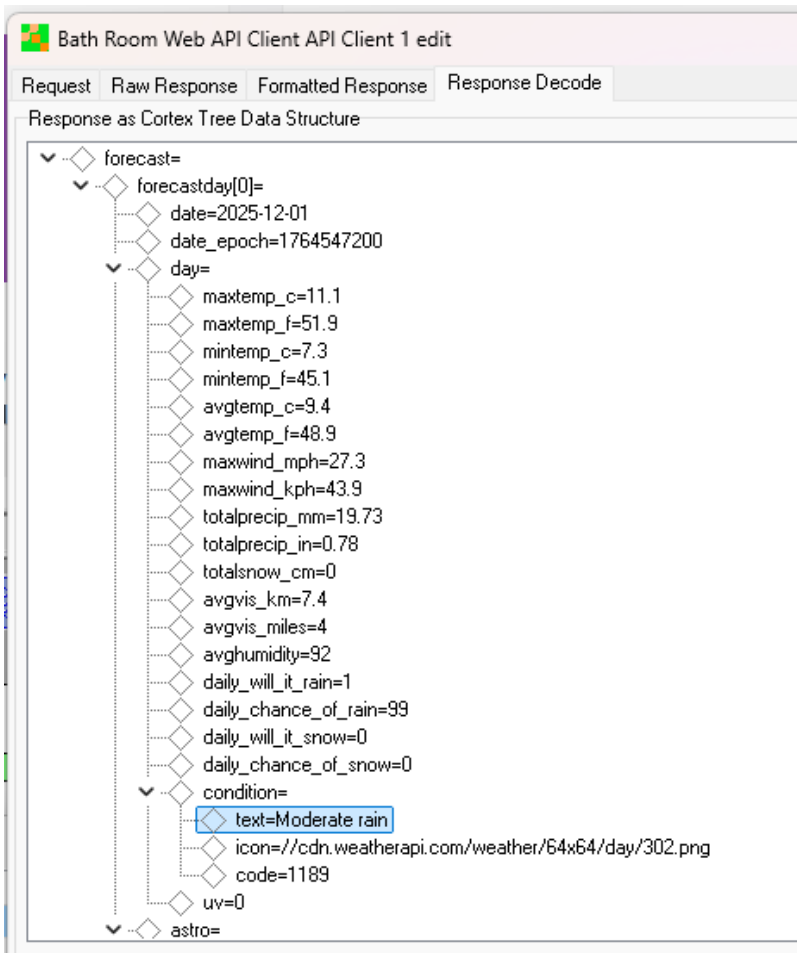 Bath Room Web API Client API Client 1 edit
Request Raw Response Formatted Response Response Decode
Response as Cortex Tree Data Structure
forecast=
forecastday[0]=
date=2025-12-01
date_epoch=1764547200
day=
maxtemp_c=11.1
maxtemp_f=51.9
mintemp_c=7.3
mintemp_f=45.1
avgtemp_c=9.4
avgtemp_f=48.9
maxwind_mph=27.3
maxwind_kph=43.9
totalprecip_mm=19.73
totalprecip_in=0.78
totalsnow_cm=0
avgvis_km=7.4
avgvis_miles=4
avghumidity=92
daily_will_it_rain=1
daily_chance_of_rain=99
daily_will_it_snow=0
daily_chance_of_snow=0
condition=
text=Moderate rain
icon=//cdn.weatherapi.com/weather/64x64/day/302.png
code=1189
uv=0
astro=